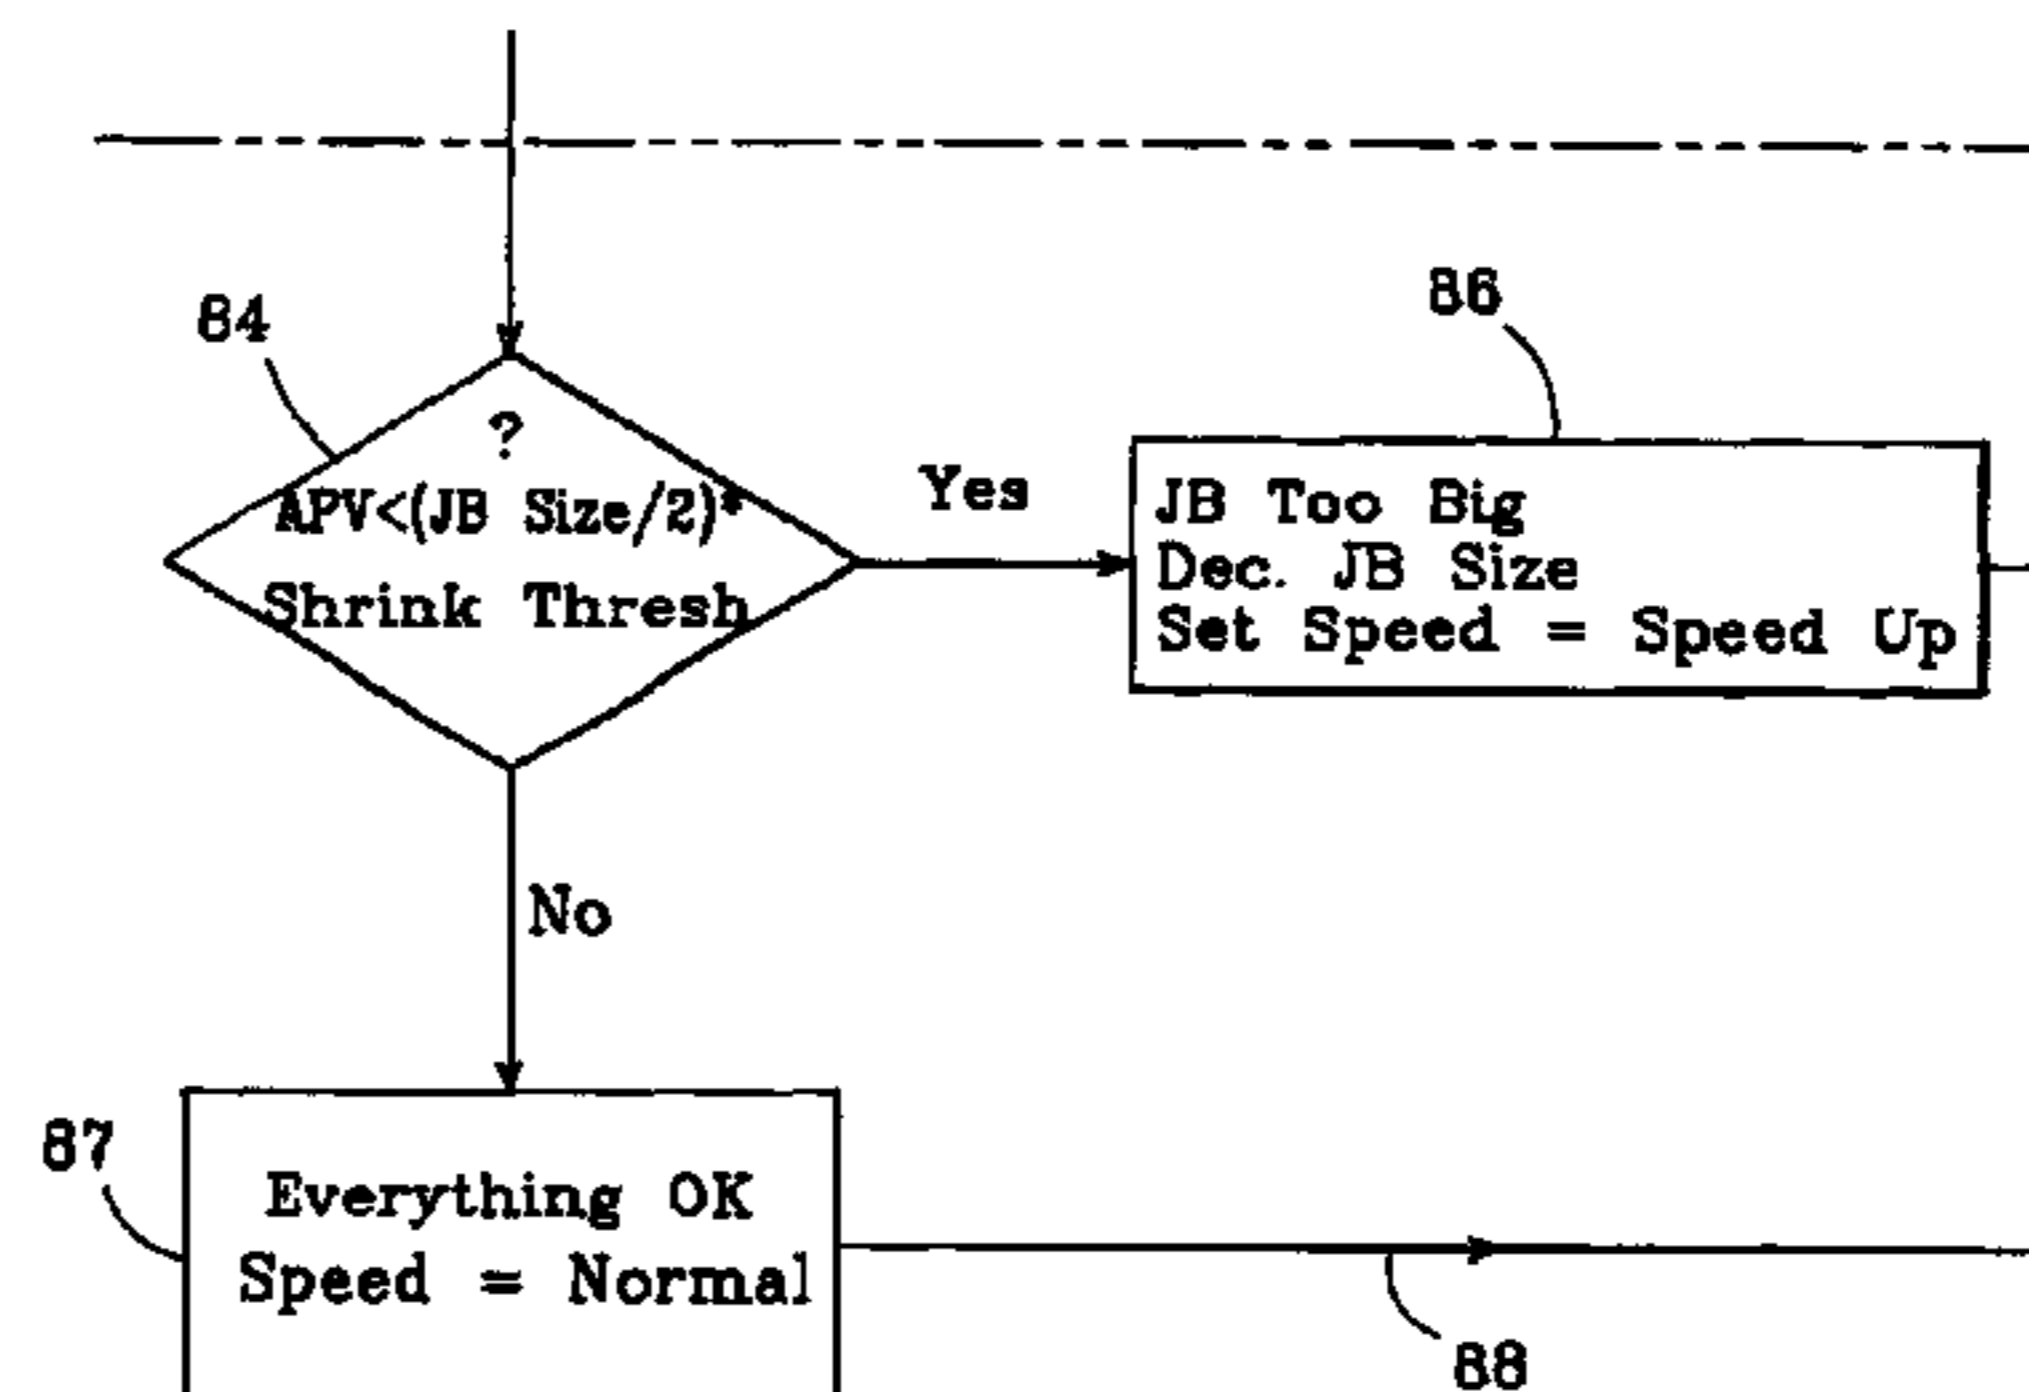 84
86
?
APV<(JB Size/2)*
Shrink Thresh
Yes
JB Too Big
Dec. JB Size
Set Speed = Speed Up
No
87
Everything OK
Speed = Normal
88